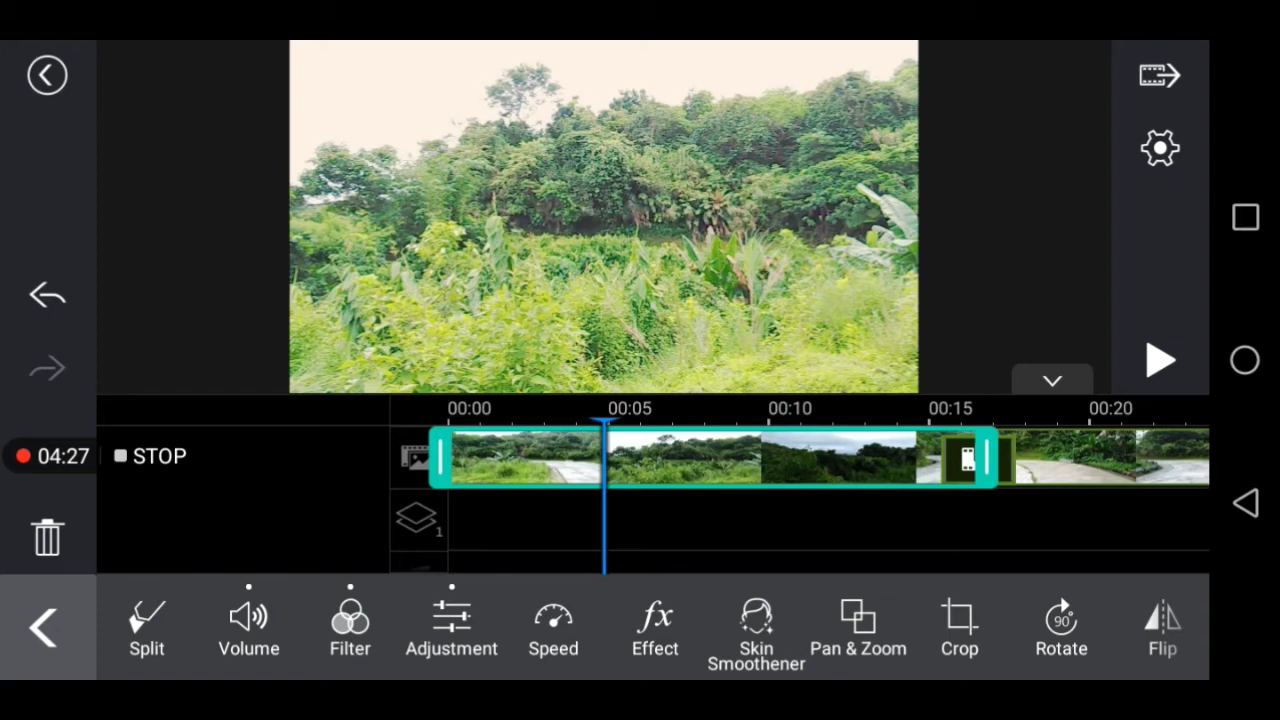 00:00 00:05 00:10 00:15 00:20
04:27 STOP
1
Split Volume Filter Adjustment Speed Effect Skin Smoothener Pan & Zoom Crop 90° Rotate Flip